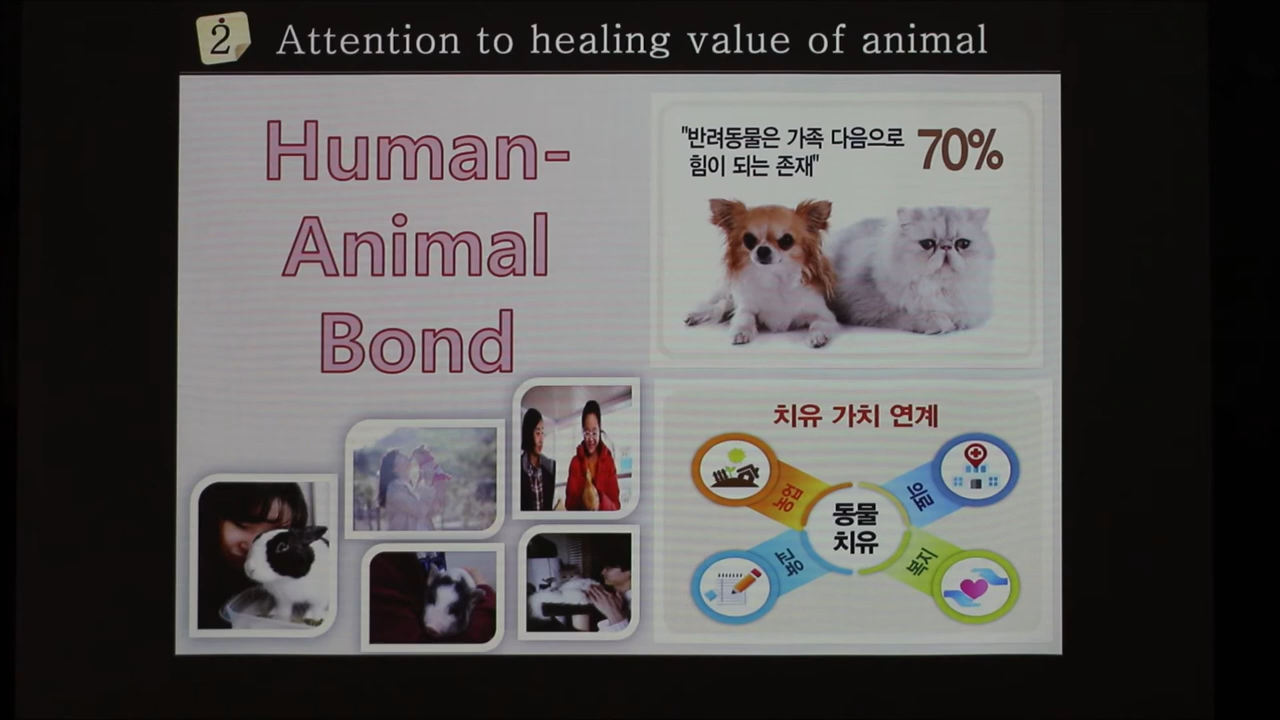 2
Attention to healing value of animal
Human-
Animal
Bond
"반려동물은 가족 다음으로
힘이 되는 존재"
70%
치유 가치 연계
농업
의료
동물
치유
교육
복지